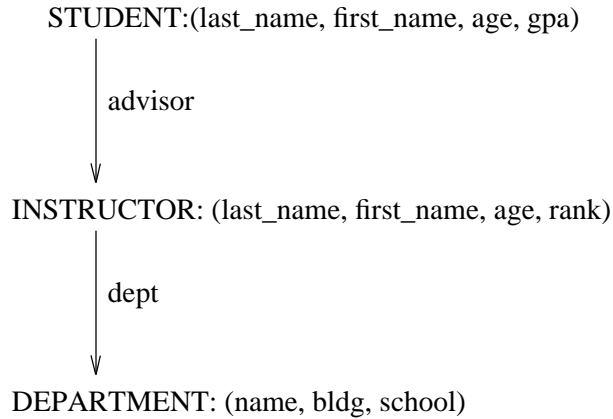 STUDENT:(last_name, first_name, age, gpa)
advisor
INSTRUCTOR: (last_name, first_name, age, rank)
dept
DEPARTMENT: (name, bldg, school)